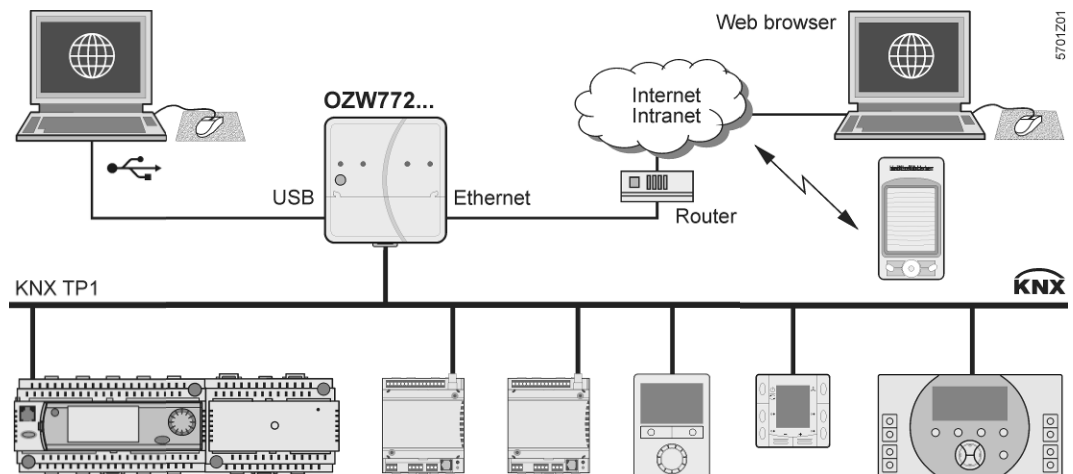 Web browser
5701Z01
OZW772...
Internet
Intranet
USB
Ethernet
Router
KNX TP1
KNX